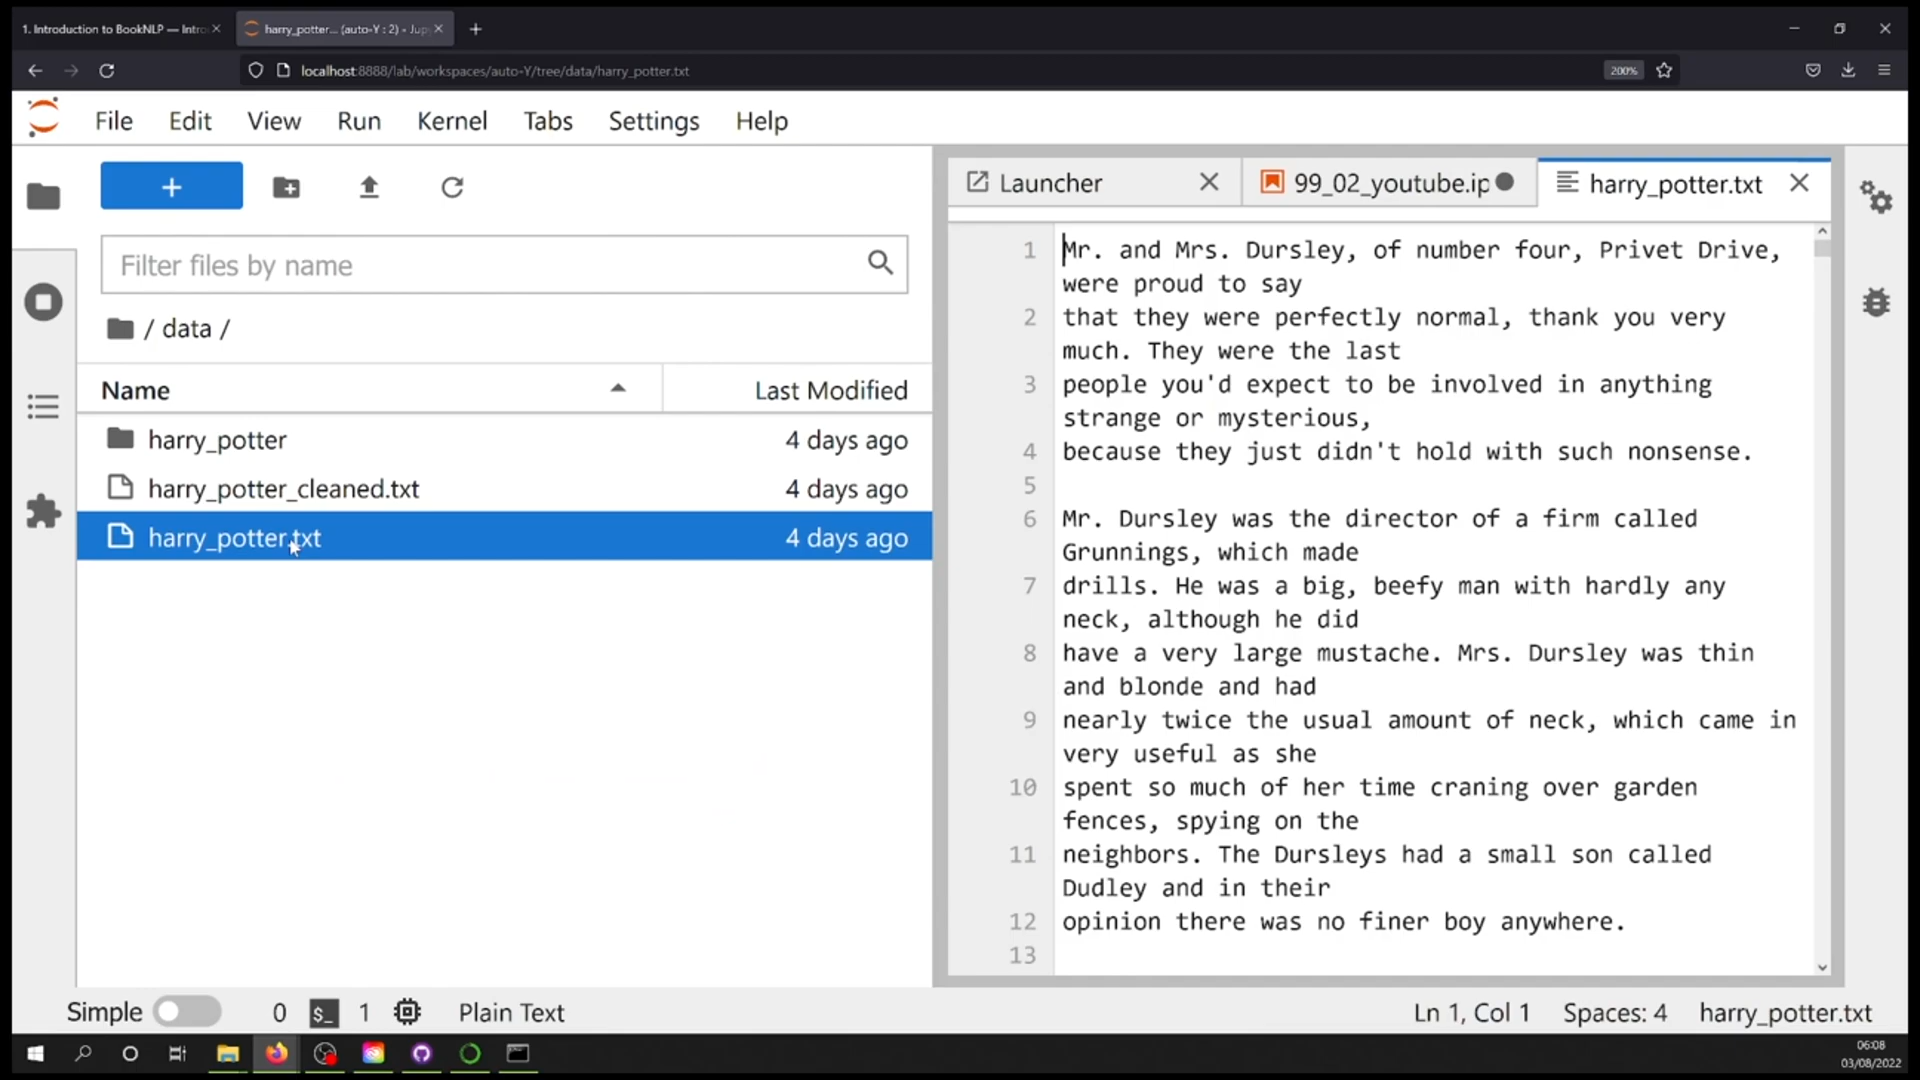 1. Introduction to BookNLP — Intro
harry_potter... (auto-Y : 2) - Jup
localhost:8888/lab/workspaces/auto-Y/tree/data/harry_potter.txt
200%
File Edit View Run Kernel Tabs Settings Help
Filter files by name
/ data /
Name Last Modified
harry_potter 4 days ago
harry_potter_cleaned.txt 4 days ago
harry_potter.txt 4 days ago
Launcher
99_02_youtube.ip
harry_potter.txt
1 Mr. and Mrs. Dursley, of number four, Privet Drive,
were proud to say
2 that they were perfectly normal, thank you very
much. They were the last
3 people you'd expect to be involved in anything
strange or mysterious,
4 because they just didn't hold with such nonsense.
5
6 Mr. Dursley was the director of a firm called
Grunnings, which made
7 drills. He was a big, beefy man with hardly any
neck, although he did
8 have a very large mustache. Mrs. Dursley was thin
and blonde and had
9 nearly twice the usual amount of neck, which came in
very useful as she
10 spent so much of her time craning over garden
fences, spying on the
11 neighbors. The Dursleys had a small son called
Dudley and in their
12 opinion there was no finer boy anywhere.
13
Simple 0 $_ 1 Plain Text
Ln 1, Col 1 Spaces: 4 harry_potter.txt
06:08
03/08/2022